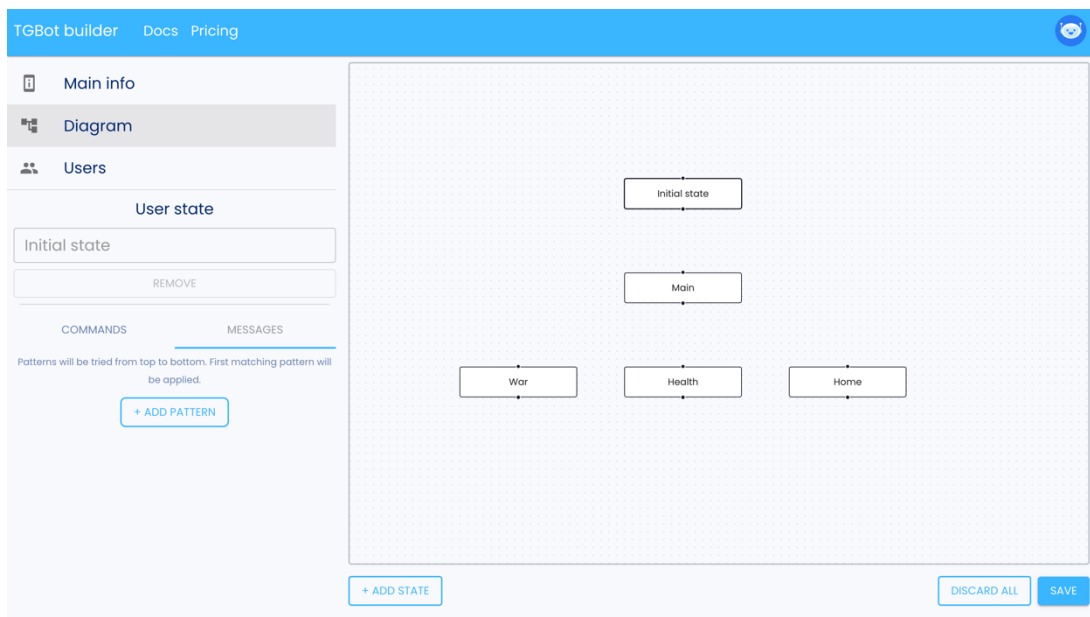 TGBot builder Docs Pricing
Main info
Diagram
Users
User state
Initial state
REMOVE
COMMANDS MESSAGES
Patterns will be tried from top to bottom. First matching pattern will
be applied.
+ ADD PATTERN
Initial state
Main
War Health Home
+ ADD STATE DISCARD ALL SAVE